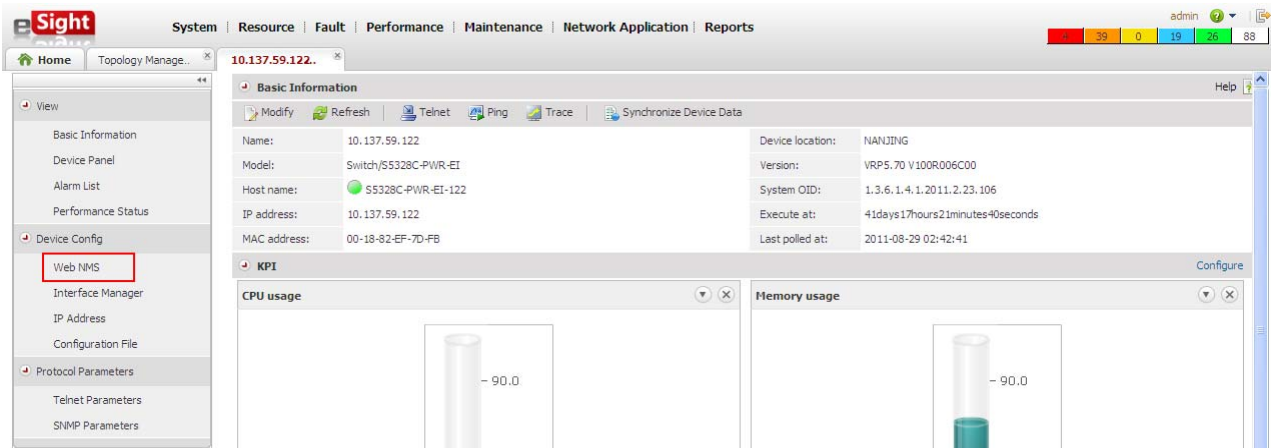 eSight
System | Resource | Fault | Performance | Maintenance | Network Application | Reports
admin
4 39 0 19 26 88
Home Topology Manage.. 10.137.59.122..
View
Basic Information
Device Panel
Alarm List
Performance Status
Device Config
Web NMS
Interface Manager
IP Address
Configuration File
Protocol Parameters
Telnet Parameters
SNMP Parameters
Basic Information Help
Modify Refresh Telnet Ping Trace Synchronize Device Data
Name: 10.137.59.122 Device location: NANJING
Model: Switch/S5328C-PWR-EI Version: VRP5.70 V100R006C00
Host name: S5328C-PWR-EI-122 System OID: 1.3.6.1.4.1.2011.2.23.106
IP address: 10.137.59.122 Execute at: 41days17hours21minutes40seconds
MAC address: 00-18-82-EF-7D-FB Last polled at: 2011-08-29 02:42:41
KPI Configure
CPU usage Memory usage
90.0 90.0